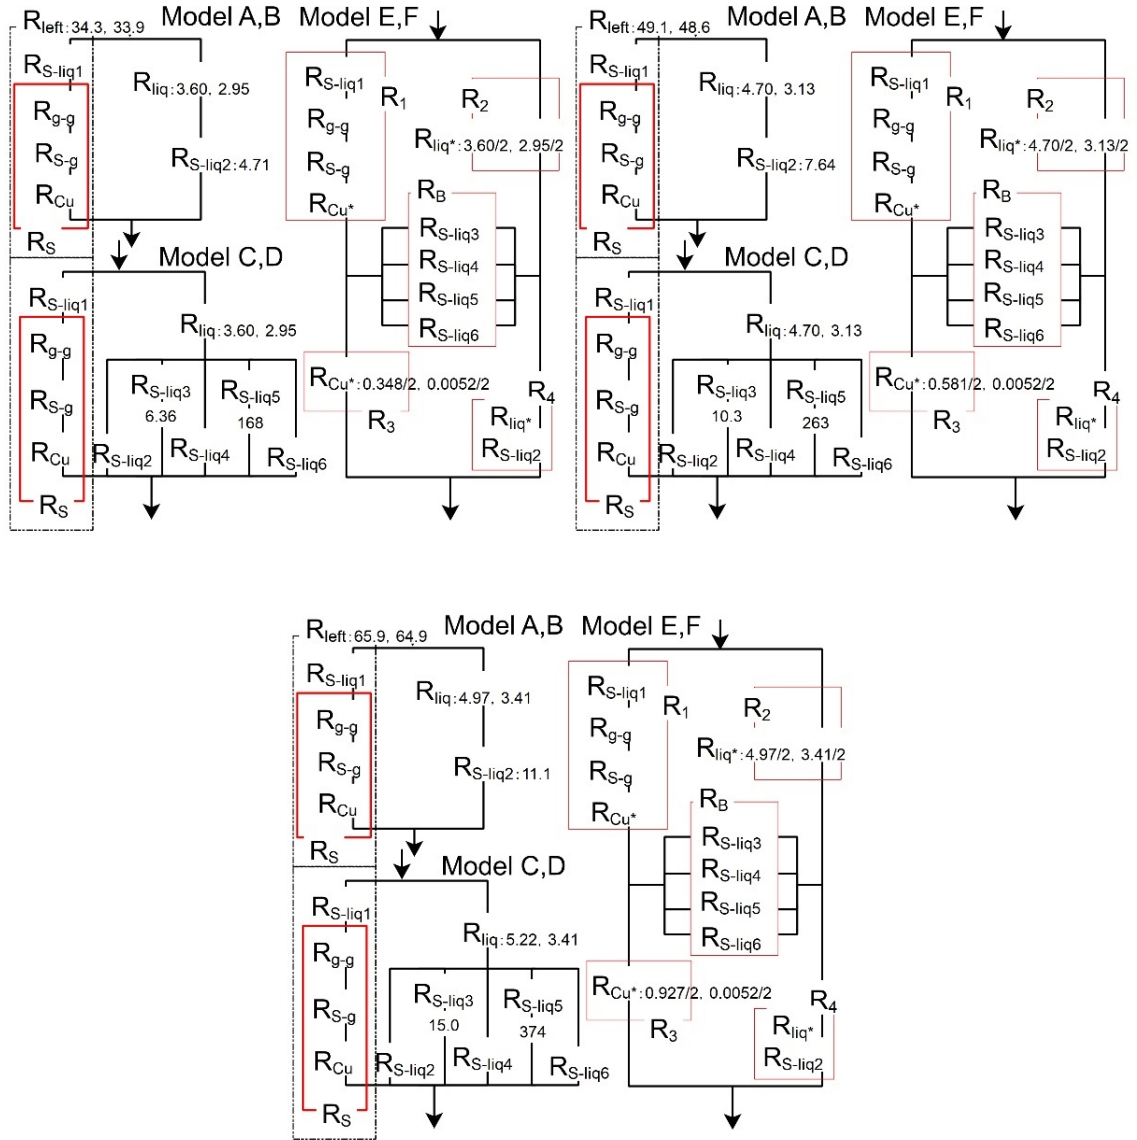 Model A,B Model E,F
Rleft:34.3, 33.9
RS-liq1
Rg-g
RS-g
RCu
RS
Rliq:3.60, 2.95
RS-liq2:4.71
Model C,D
RS-liq1
Rg-g
RS-g
RCu
RS
Rliq:3.60, 2.95
RS-liq3
6.36
RS-liq5
168
RS-liq2
RS-liq4
RS-liq6
RS-liq1
Rg-g
RS-g
RCu*
R1
R2
Rliq*:3.60/2, 2.95/2
RB
RS-liq3
RS-liq4
RS-liq5
RS-liq6
RCu*:0.348/2, 0.0052/2
R3
R4
Rliq*
RS-liq2
Model A,B Model E,F
Rleft:49.1, 48.6
RS-liq1
Rg-g
RS-g
RCu
RS
Rliq:4.70, 3.13
RS-liq2:7.64
Model C,D
RS-liq1
Rg-g
RS-g
RCu
RS
Rliq:4.70, 3.13
RS-liq3
10.3
RS-liq5
263
RS-liq2
RS-liq4
RS-liq6
RS-liq1
Rg-g
RS-g
RCu*
R1
R2
Rliq*:4.70/2, 3.13/2
RB
RS-liq3
RS-liq4
RS-liq5
RS-liq6
RCu*:0.581/2, 0.0052/2
R3
R4
Rliq*
RS-liq2
Model A,B Model E,F
Rleft:65.9, 64.9
RS-liq1
Rg-g
RS-g
RCu
RS
Rliq:4.97, 3.41
RS-liq2:11.1
Model C,D
RS-liq1
Rg-g
RS-g
RCu
RS
Rliq:5.22, 3.41
RS-liq3
15.0
RS-liq5
374
RS-liq2
RS-liq4
RS-liq6
RS-liq1
Rg-g
RS-g
RCu*
R1
R2
Rliq*:4.97/2, 3.41/2
RB
RS-liq3
RS-liq4
RS-liq5
RS-liq6
RCu*:0.927/2, 0.0052/2
R3
R4
Rliq*
RS-liq2